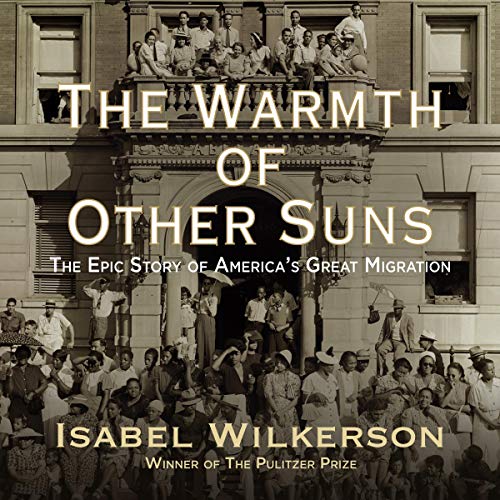 THE WARMTH
OF
OTHER SUNS
THE EPIC STORY OF AMERICA'S GREAT MIGRATION
ISABEL WILKERSON
WINNER OF THE PULITZER PRIZE